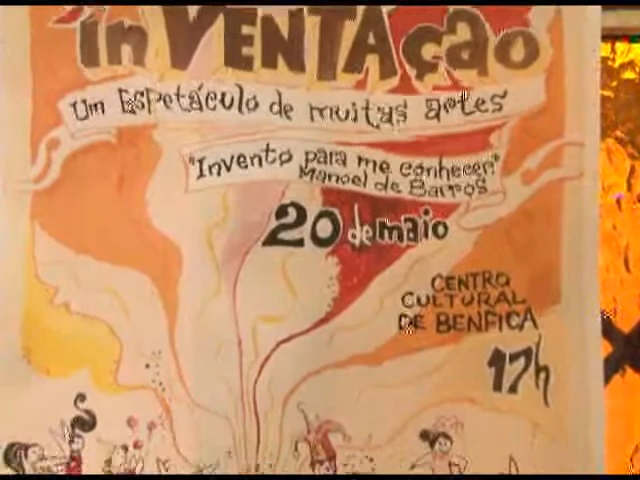 inVENTAçao
Um Espetáculo de muitas artes
"Invento para me conhecer"
Manoel de Barros
20 de maio
CENTRO
CULTURAL
DE BENFICA
17h